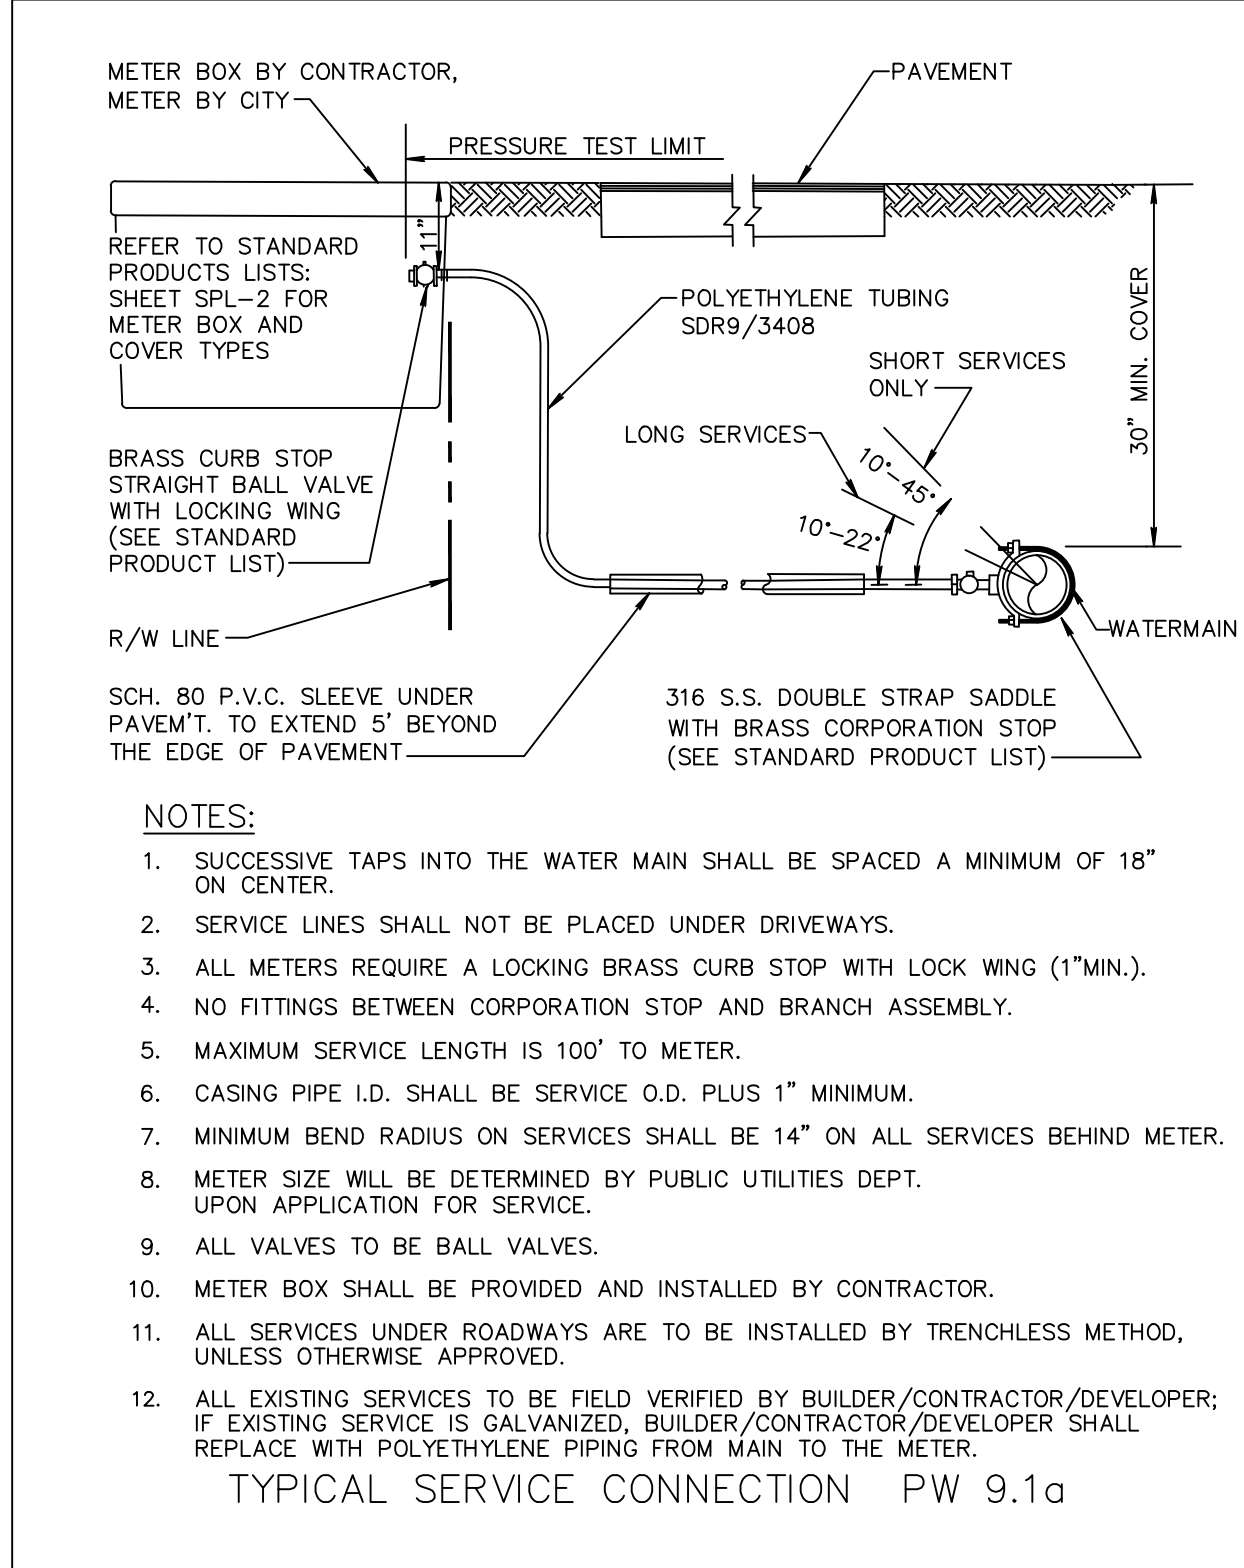 METER BOX BY CONTRACTOR,
METER BY CITY
PAVEMENT
PRESSURE TEST LIMIT
11"
REFER TO STANDARD
PRODUCTS LISTS:
SHEET SPL-2 FOR
METER BOX AND
COVER TYPES
POLYETHYLENE TUBING
SDR9/3408
30" MIN. COVER
SHORT SERVICES
ONLY
LONG SERVICES
10°-45°
10°-22°
BRASS CURB STOP
STRAIGHT BALL VALVE
WITH LOCKING WING
(SEE STANDARD
PRODUCT LIST)
R/W LINE
WATERMAIN
SCH. 80 P.V.C. SLEEVE UNDER
PAVEM'T. TO EXTEND 5' BEYOND
THE EDGE OF PAVEMENT
316 S.S. DOUBLE STRAP SADDLE
WITH BRASS CORPORATION STOP
(SEE STANDARD PRODUCT LIST)
NOTES:
1. SUCCESSIVE TAPS INTO THE WATER MAIN SHALL BE SPACED A MINIMUM OF 18"
ON CENTER.
2. SERVICE LINES SHALL NOT BE PLACED UNDER DRIVEWAYS.
3. ALL METERS REQUIRE A LOCKING BRASS CURB STOP WITH LOCK WING (1"MIN.).
4. NO FITTINGS BETWEEN CORPORATION STOP AND BRANCH ASSEMBLY.
5. MAXIMUM SERVICE LENGTH IS 100' TO METER.
6. CASING PIPE I.D. SHALL BE SERVICE O.D. PLUS 1" MINIMUM.
7. MINIMUM BEND RADIUS ON SERVICES SHALL BE 14" ON ALL SERVICES BEHIND METER.
8. METER SIZE WILL BE DETERMINED BY PUBLIC UTILITIES DEPT.
UPON APPLICATION FOR SERVICE.
9. ALL VALVES TO BE BALL VALVES.
10. METER BOX SHALL BE PROVIDED AND INSTALLED BY CONTRACTOR.
11. ALL SERVICES UNDER ROADWAYS ARE TO BE INSTALLED BY TRENCHLESS METHOD,
UNLESS OTHERWISE APPROVED.
12. ALL EXISTING SERVICES TO BE FIELD VERIFIED BY BUILDER/CONTRACTOR/DEVELOPER;
IF EXISTING SERVICE IS GALVANIZED, BUILDER/CONTRACTOR/DEVELOPER SHALL
REPLACE WITH POLYETHYLENE PIPING FROM MAIN TO THE METER.
TYPICAL SERVICE CONNECTION PW 9.1a